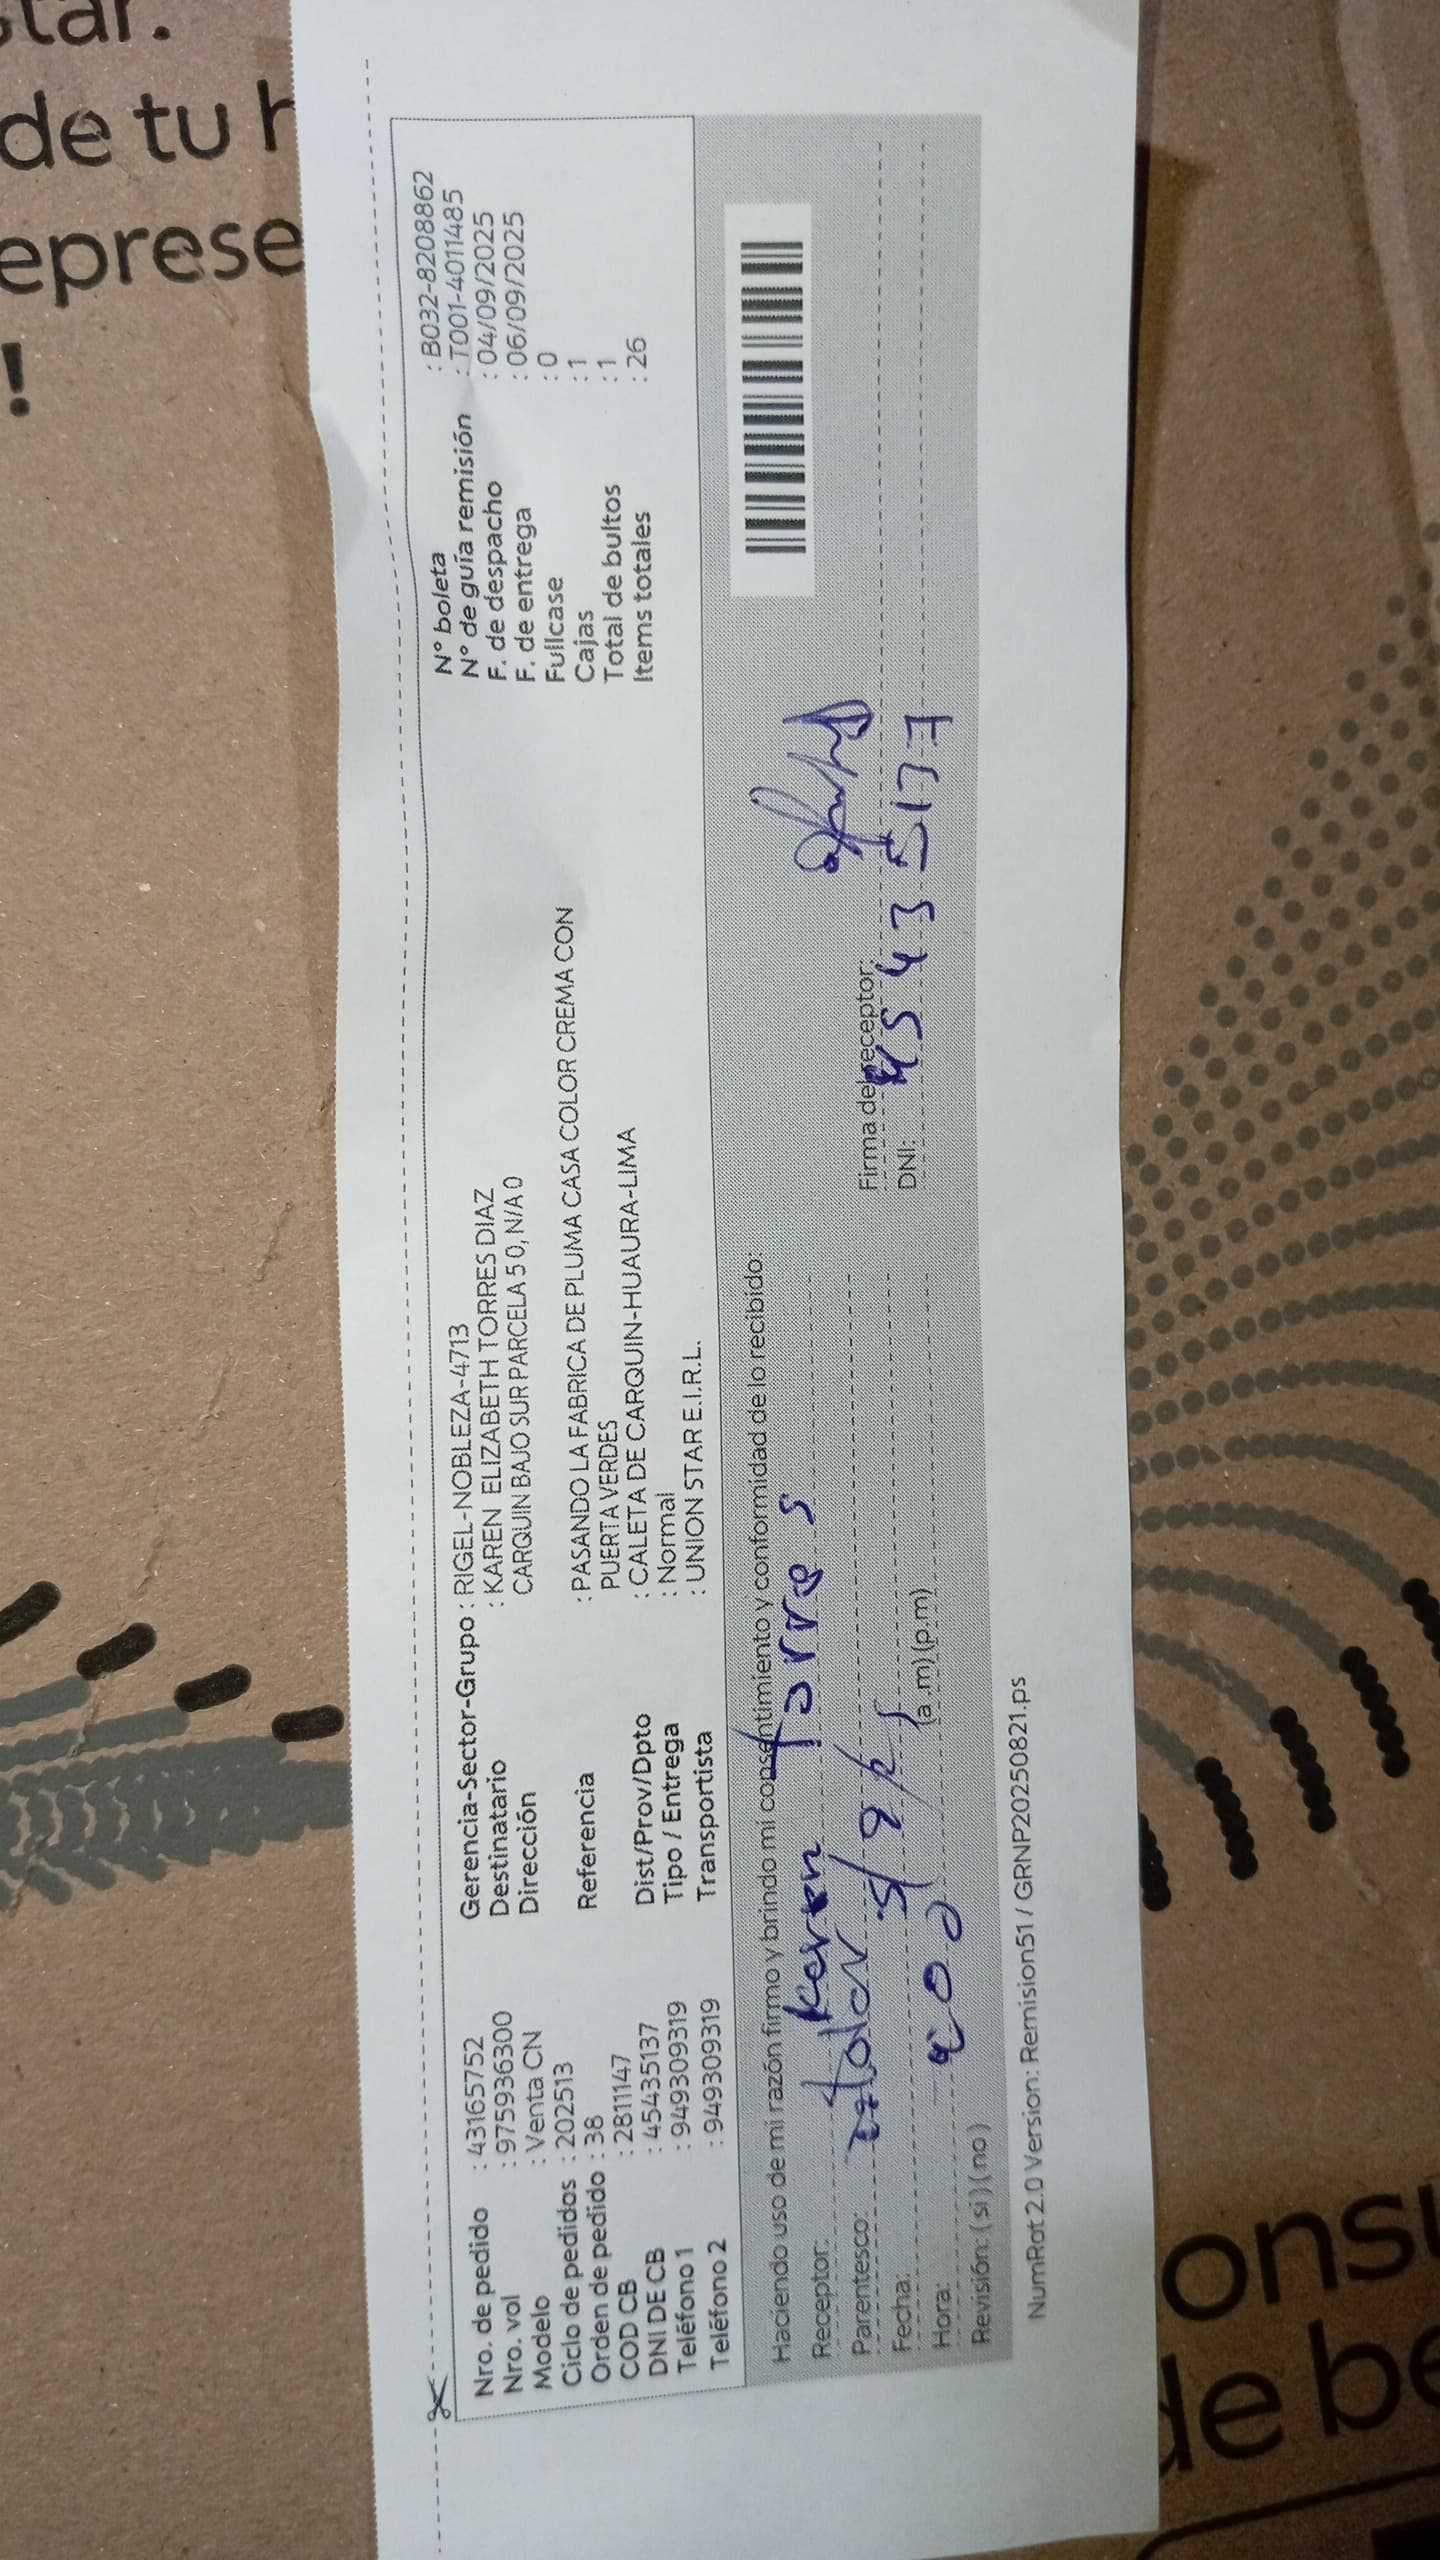 star.
de tu h
eprese
!
Nro. de pedido : 43165752
Nro. vol : 975936300
Modelo : Venta CN
Ciclo de pedidos : 202513
Orden de pedido : 38
COD CB : 2811147
DNI DE CB : 45435137
Teléfono 1 : 949309319
Teléfono 2 : 949309319
Gerencia-Sector-Grupo : RIGEL-NOBLEZA-4713
Destinatario : KAREN ELIZABETH TORRES DIAZ
Dirección CARQUIN BAJO SUR PARCELA 5 0, N/A 0
Referencia : PASANDO LA FABRICA DE PLUMA CASA COLOR CREMA CON
PUERTA VERDES
Dist/Prov/Dpto : CALETA DE CARQUIN-HUAURA-LIMA
Tipo / Entrega : Normal
Transportista : UNION STAR E.I.R.L.
N° boleta : B032-8208862
N° de guía remisión : T001-4011485
F. de despacho : 04/09/2025
F. de entrega : 06/09/2025
Fullcase : 0
Cajas : 1
Total de bultos : 1
Items totales : 26
Haciendo uso de mi razón firmo y brindo mi consentimiento y conformidad de lo recibido:
Receptor: Karen Torres
Parentesco:
Fecha:
Hora: (a.m)(p.m)
Revisión: ( si ) ( no )
Firma del receptor:
DNI:
NumRot 2.0 Version: Remision51 / GRNP20250821.ps
onsu
de be